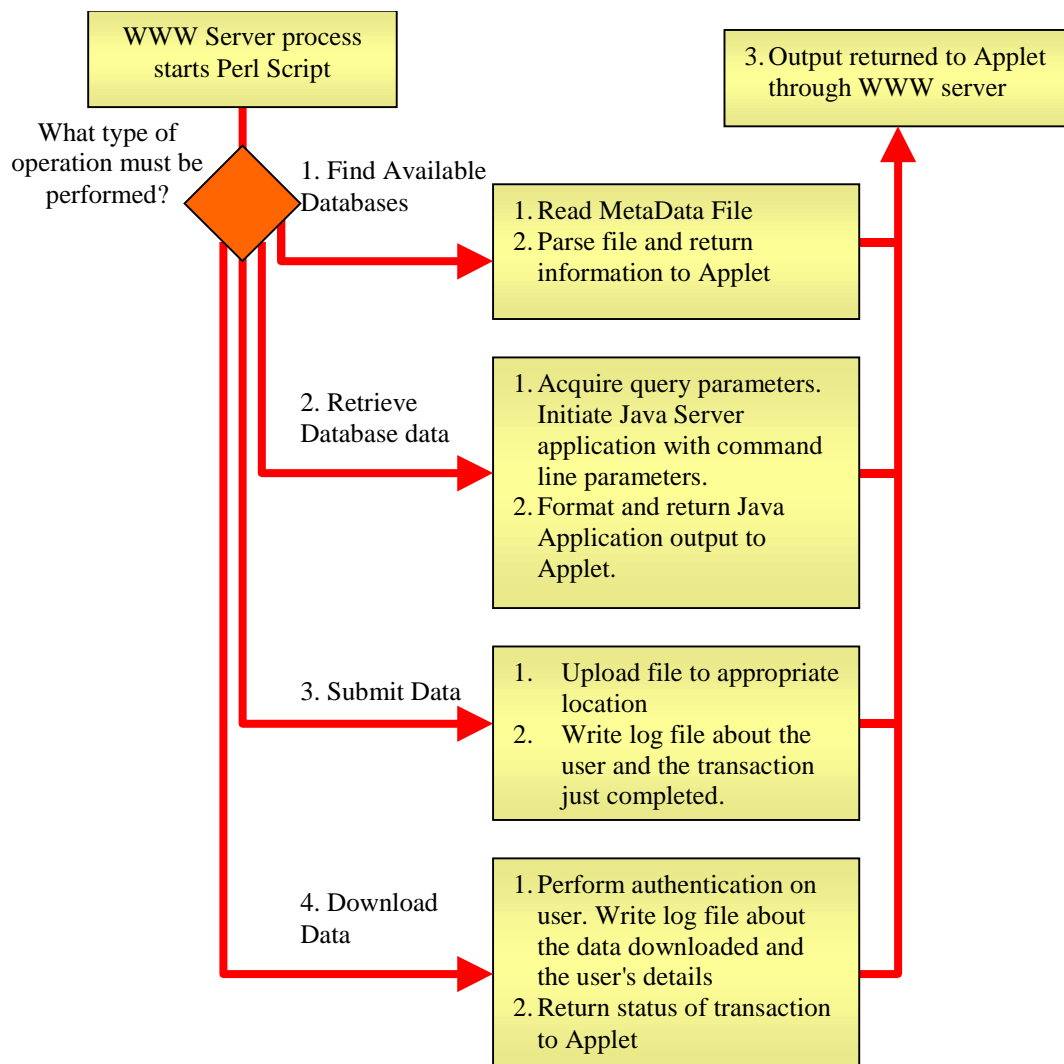 WWW Server process
starts Perl Script
3. Output returned to Applet
through WWW server
What type of
operation must be
performed?
1. Find Available
Databases
1. Read MetaData File
2. Parse file and return
information to Applet
2. Retrieve
Database data
1. Acquire query parameters.
Initiate Java Server
application with command
line parameters.
2. Format and return Java
Application output to
Applet.
3. Submit Data
1. Upload file to appropriate
location
2. Write log file about the
user and the transaction
just completed.
4. Download
Data
1. Perform authentication on
user. Write log file about
the data downloaded and
the user's details
2. Return status of transaction
to Applet